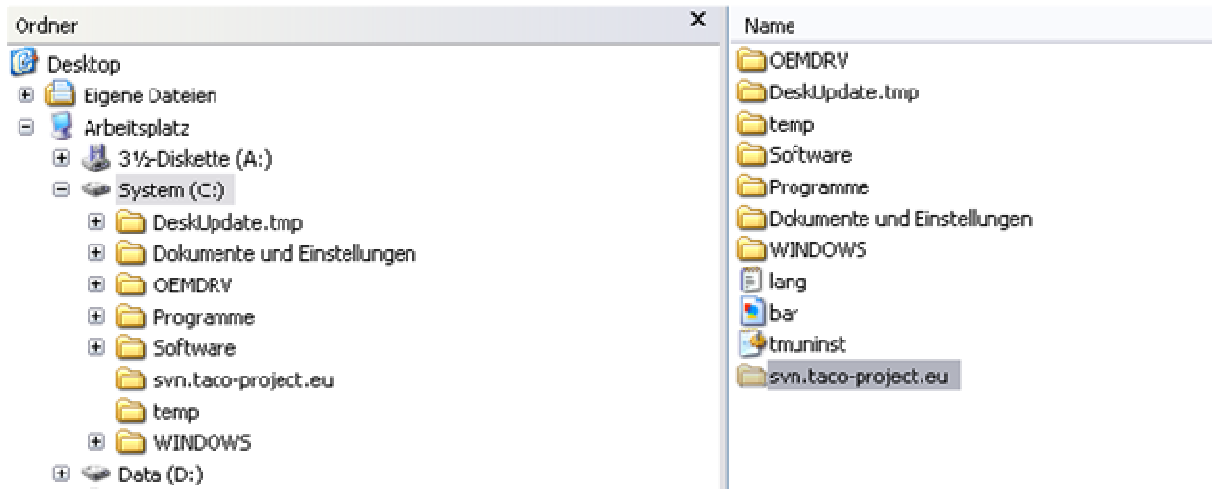 Ordner
Desktop
Eigene Dateien
Arbeitsplatz
3½-Diskette (A:)
System (C:)
DeskUpdate.tmp
Dokumente und Einstellungen
OEMDRV
Programme
Software
svn.taco-project.eu
temp
WINDOWS
Data (D:)
Name
OEMDRV
DeskUpdate.tmp
temp
Software
Programme
Dokumente und Einstellungen
WINDOWS
lang
bar
tmuninst
svn.taco-project.eu